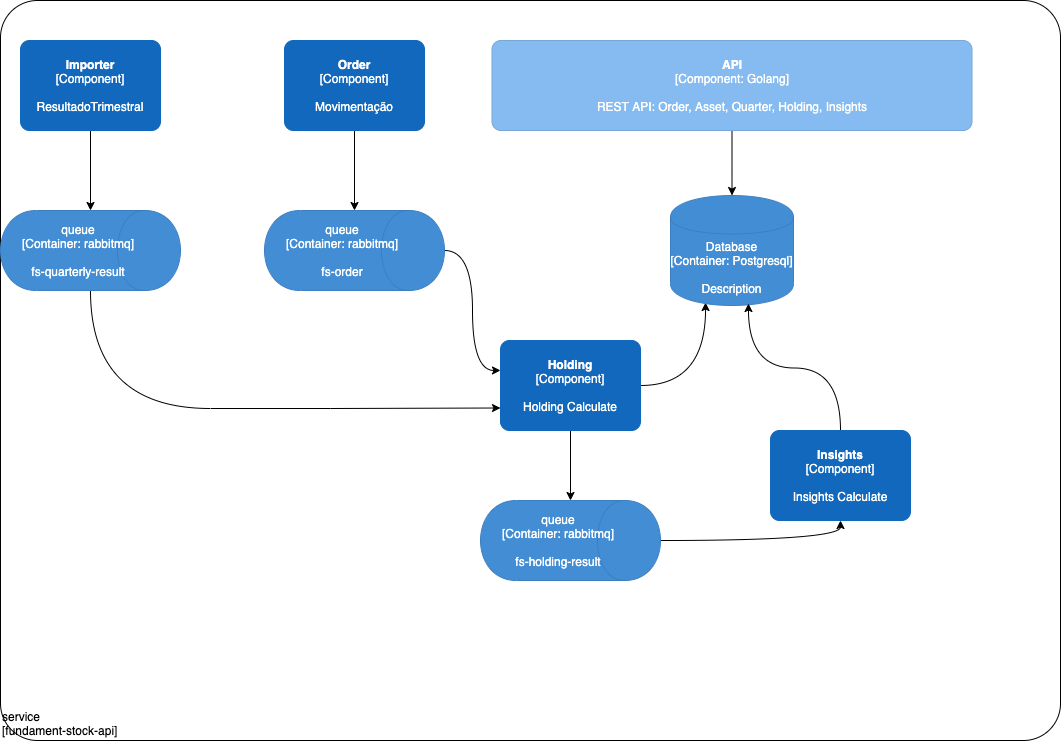 Importer
[Component]
ResultadoTrimestral
Order
[Component]
Movimentação
API
[Component: Golang]
REST API: Order, Asset, Quarter, Holding, Insights
queue
[Container: rabbitmq]
fs-quarterly-result
queue
[Container: rabbitmq]
fs-order
Database
[Container: Postgresql]
Description
Holding
[Component]
Holding Calculate
Insights
[Component]
Insights Calculate
queue
[Container: rabbitmq]
fs-holding-result
service
[fundament-stock-api]